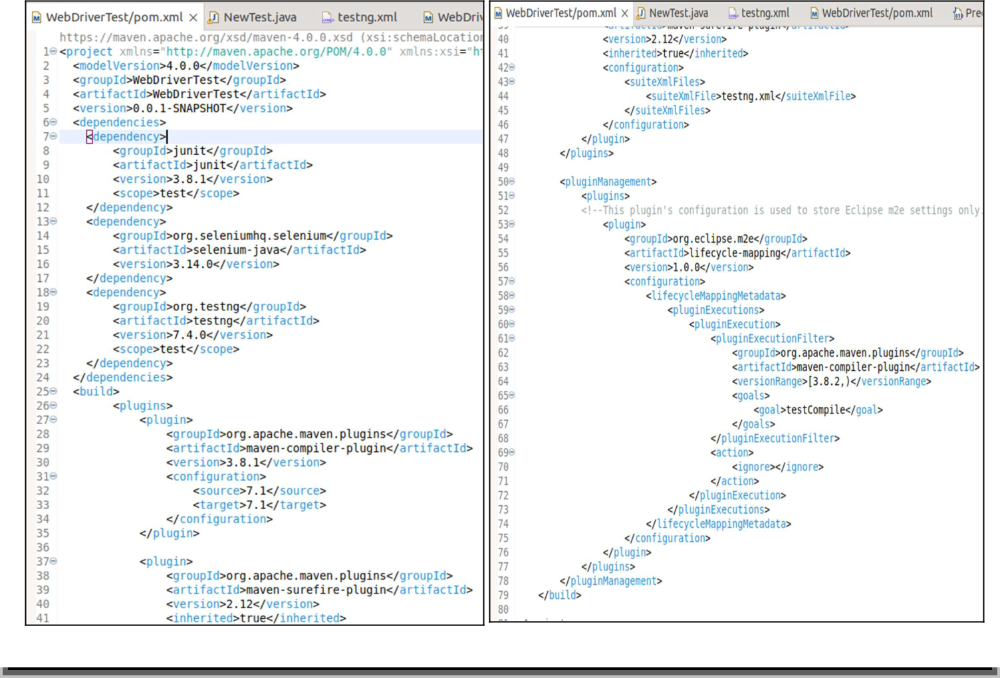 WebDriverTest/pom.xml NewTest.java testng.xml WebDriv
https://maven.apache.org/xsd/maven-4.0.0.xsd (xsi:schemaLocation
1 <project xmlns="http://maven.apache.org/POM/4.0.0" xmlns:xsi="ht
2 <modelVersion>4.0.0</modelVersion>
3 <groupId>WebDriverTest</groupId>
4 <artifactId>WebDriverTest</artifactId>
5 <version>0.0.1-SNAPSHOT</version>
6 <dependencies>
7 <dependency>
8 <groupId>junit</groupId>
9 <artifactId>junit</artifactId>
10 <version>3.8.1</version>
11 <scope>test</scope>
12 </dependency>
13 <dependency>
14 <groupId>org.seleniumhq.selenium</groupId>
15 <artifactId>selenium-java</artifactId>
16 <version>3.14.0</version>
17 </dependency>
18 <dependency>
19 <groupId>org.testng</groupId>
20 <artifactId>testng</artifactId>
21 <version>7.4.0</version>
22 <scope>test</scope>
23 </dependency>
24 </dependencies>
25 <build>
26 <plugins>
27 <plugin>
28 <groupId>org.apache.maven.plugins</groupId>
29 <artifactId>maven-compiler-plugin</artifactId>
30 <version>3.8.1</version>
31 <configuration>
32 <source>7.1</source>
33 <target>7.1</target>
34 </configuration>
35 </plugin>
36
37 <plugin>
38 <groupId>org.apache.maven.plugins</groupId>
39 <artifactId>maven-surefire-plugin</artifactId>
40 <version>2.12</version>
41 <inherited>true</inherited>
WebDriverTest/pom.xml NewTest.java testng.xml WebDriverTest/pom.xml Pre
39 <artifactId>maven-surefire-plugin</artifactId>
40 <version>2.12</version>
41 <inherited>true</inherited>
42 <configuration>
43 <suiteXmlFiles>
44 <suiteXmlFile>testng.xml</suiteXmlFile>
45 </suiteXmlFiles>
46 </configuration>
47 </plugin>
48 </plugins>
49
50 <pluginManagement>
51 <plugins>
52 <!--This plugin's configuration is used to store Eclipse m2e settings only.
53 <plugin>
54 <groupId>org.eclipse.m2e</groupId>
55 <artifactId>lifecycle-mapping</artifactId>
56 <version>1.0.0</version>
57 <configuration>
58 <lifecycleMappingMetadata>
59 <pluginExecutions>
60 <pluginExecution>
61 <pluginExecutionFilter>
62 <groupId>org.apache.maven.plugins</groupId>
63 <artifactId>maven-compiler-plugin</artifactId>
64 <versionRange>[3.8.2,)</versionRange>
65 <goals>
66 <goal>testCompile</goal>
67 </goals>
68 </pluginExecutionFilter>
69 <action>
70 <ignore></ignore>
71 </action>
72 </pluginExecution>
73 </pluginExecutions>
74 </lifecycleMappingMetadata>
75 </configuration>
76 </plugin>
77 </plugins>
78 </pluginManagement>
79 </build>
80